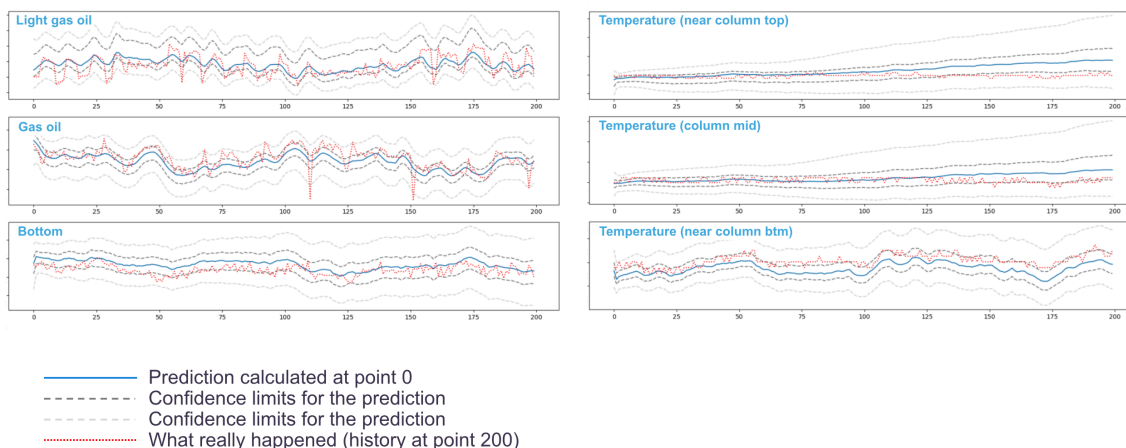 Light gas oil
0 25 50 75 100 125 150 175 200
Gas oil
0 25 50 75 100 125 150 175 200
Bottom
0 25 50 75 100 125 150 175 200
Temperature (near column top)
0 25 50 75 100 125 150 175 200
Temperature (column mid)
0 25 50 75 100 125 150 175 200
Temperature (near column btm)
0 25 50 75 100 125 150 175 200
Prediction calculated at point 0
Confidence limits for the prediction
Confidence limits for the prediction
What really happened (history at point 200)